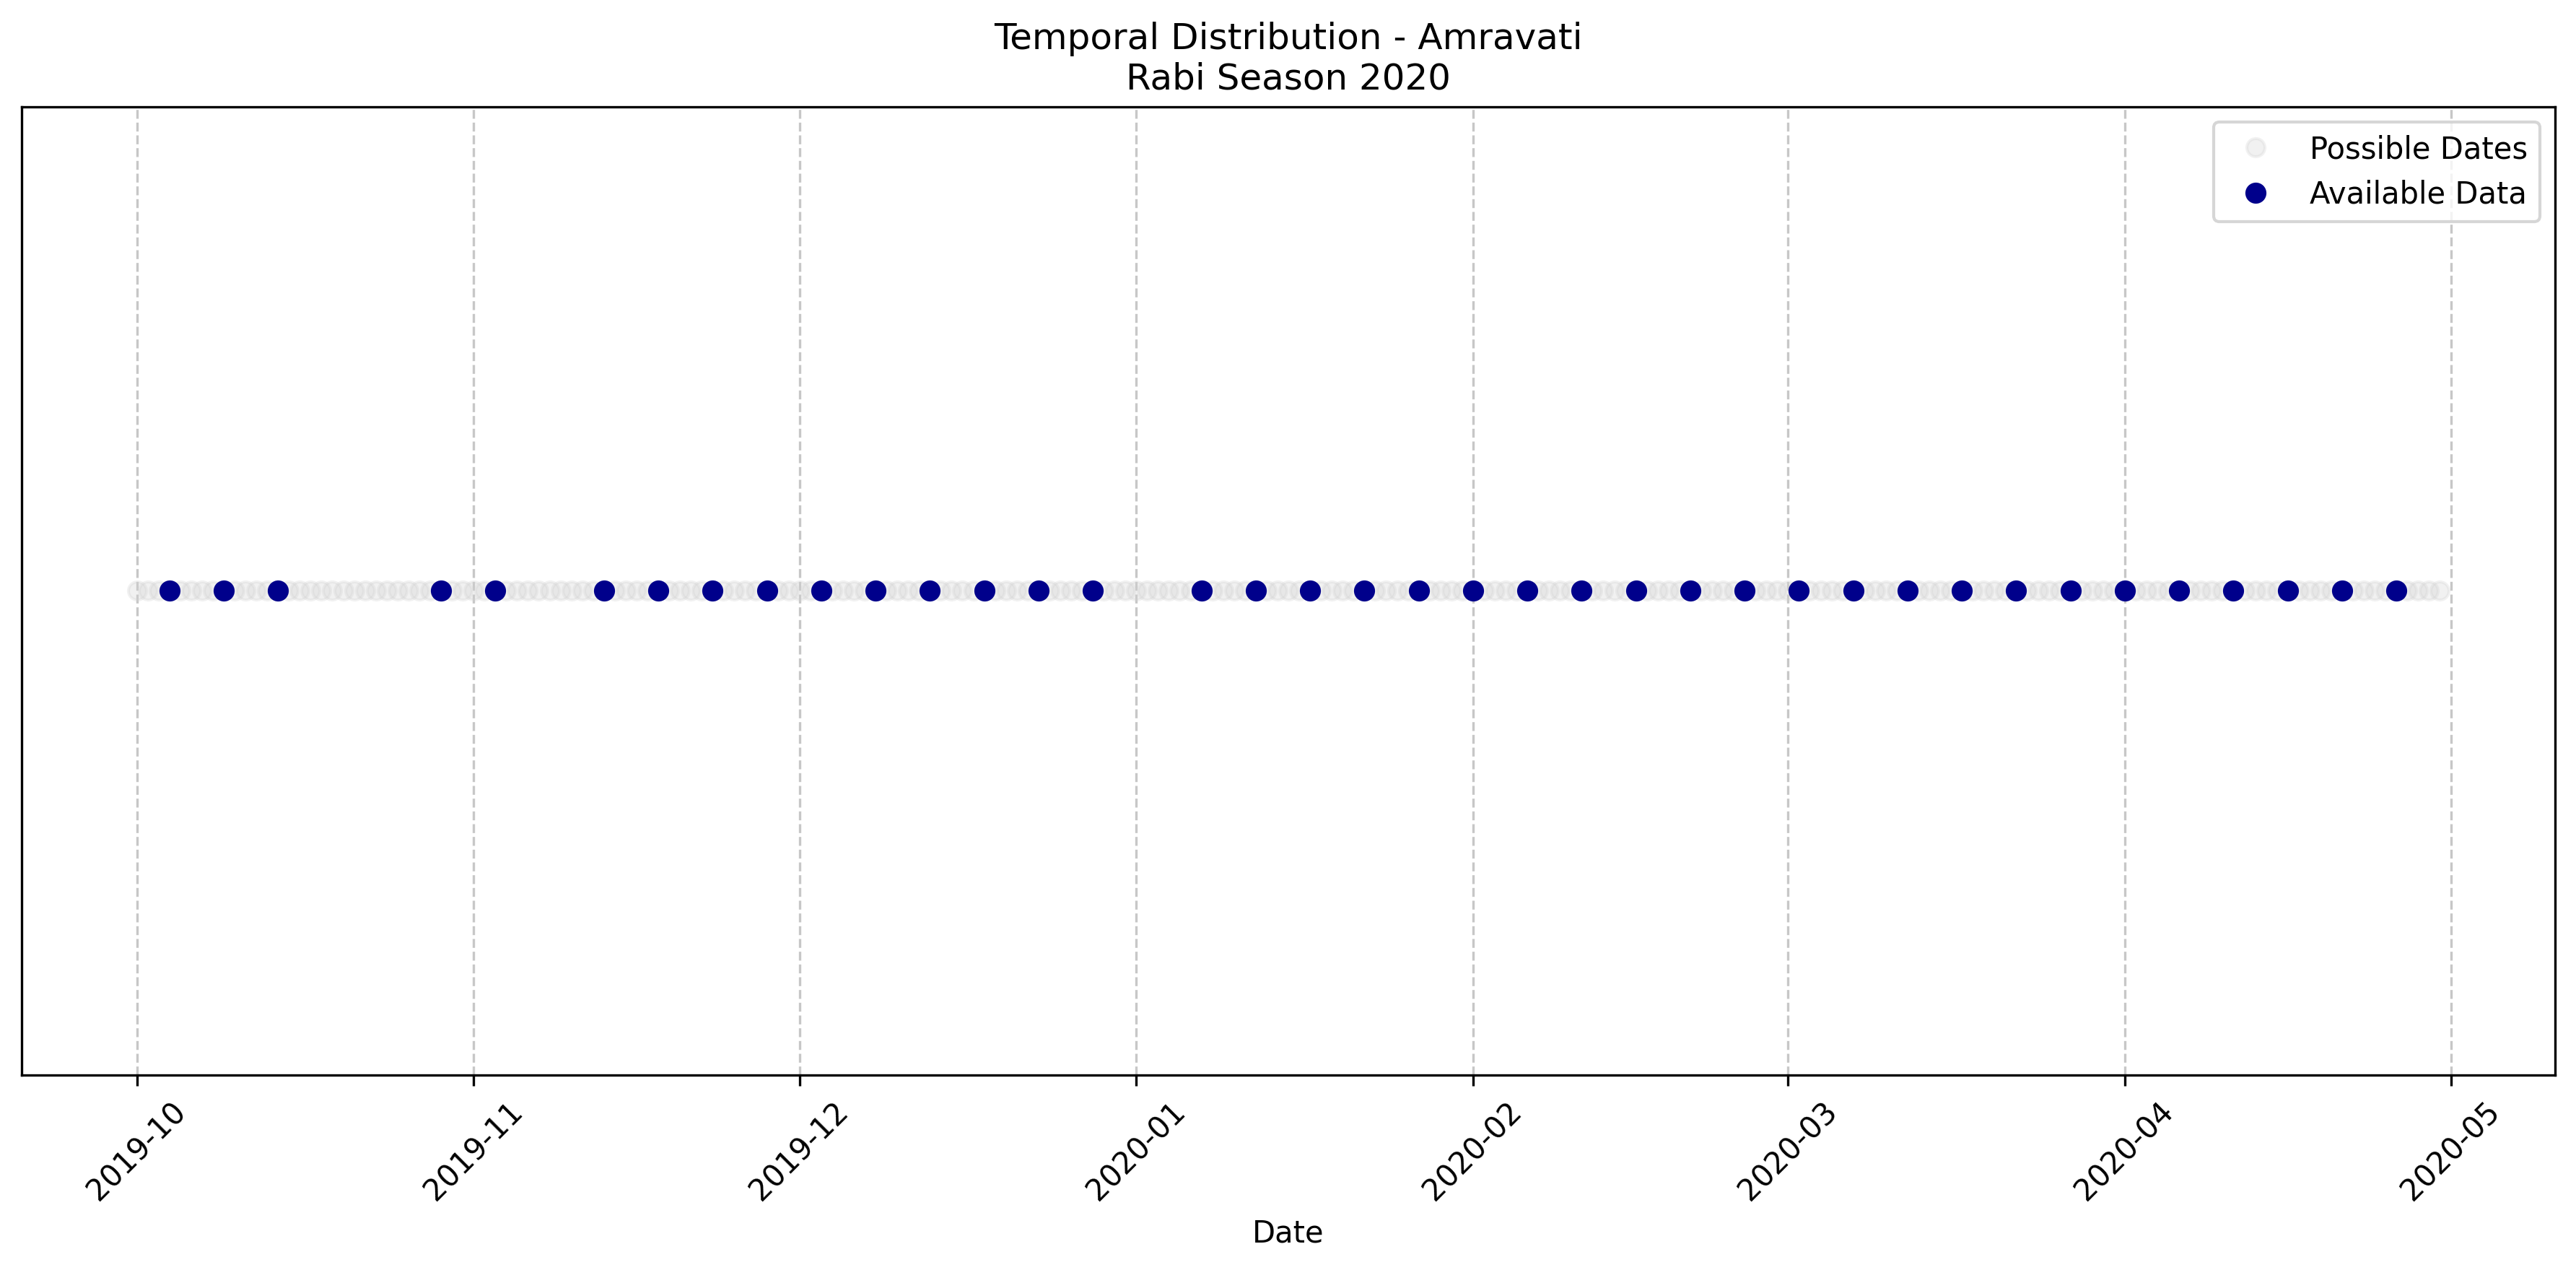 Temporal Distribution - Amravati
Rabi Season 2020
Possible Dates
Available Data
2019-10
2019-11
2019-12
2020-01
2020-02
2020-03
2020-04
2020-05
Date